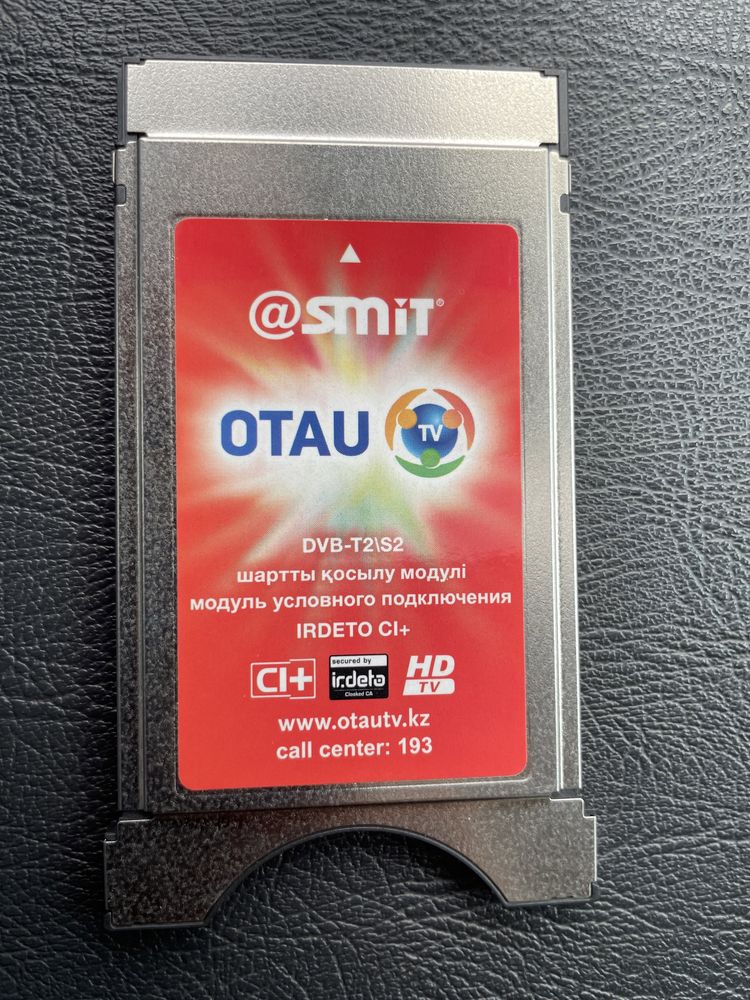 @SMiT®
OTAU TV
DVB-T2\S2
шартты қосылу модулі
модуль условного подключения
IRDETO CI+
CI+ secured by irdeto Cloaked CA HD TV
www.otautv.kz
call center: 193